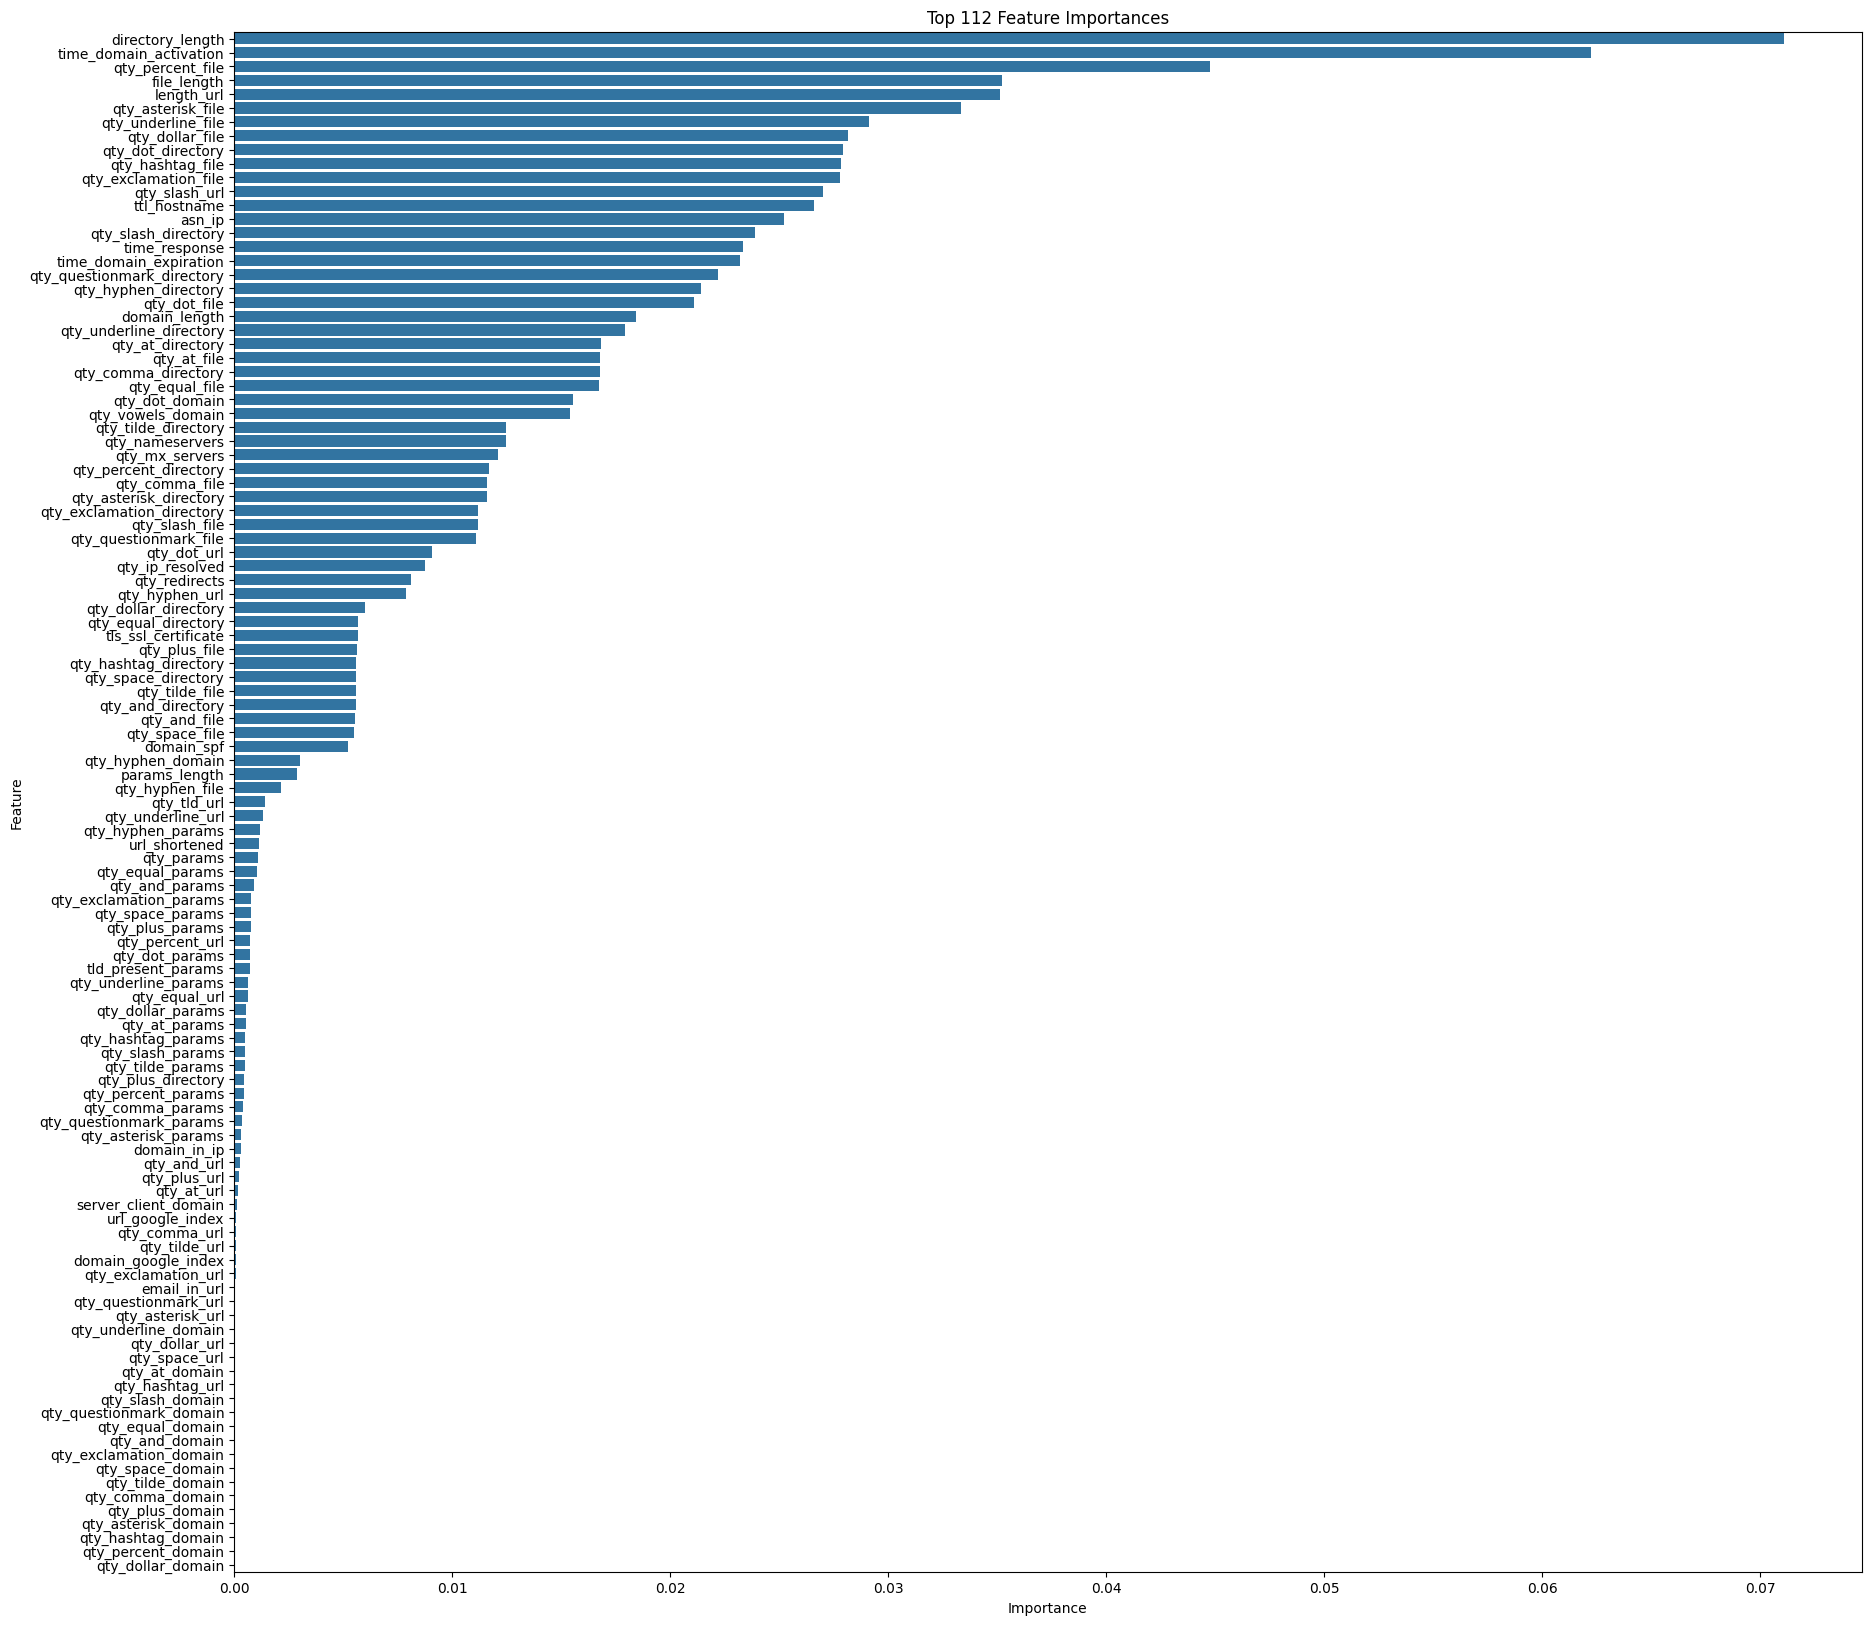 Top 112 Feature Importances
directory_length
time_domain_activation
qty_percent_file
file_length
length_url
qty_asterisk_file
qty_underline_file
qty_dollar_file
qty_dot_directory
qty_hashtag_file
qty_exclamation_file
qty_slash_url
ttl_hostname
asn_ip
qty_slash_directory
time_response
time_domain_expiration
qty_questionmark_directory
qty_hyphen_directory
qty_dot_file
domain_length
qty_underline_directory
qty_at_directory
qty_at_file
qty_comma_directory
qty_equal_file
qty_dot_domain
qty_vowels_domain
qty_tilde_directory
qty_nameservers
qty_mx_servers
qty_percent_directory
qty_comma_file
qty_asterisk_directory
qty_exclamation_directory
qty_slash_file
qty_questionmark_file
qty_dot_url
qty_ip_resolved
qty_redirects
qty_hyphen_url
qty_dollar_directory
qty_equal_directory
tls_ssl_certificate
qty_plus_file
qty_hashtag_directory
qty_space_directory
qty_tilde_file
qty_and_directory
qty_and_file
qty_space_file
domain_spf
qty_hyphen_domain
params_length
qty_hyphen_file
qty_tld_url
qty_underline_url
qty_hyphen_params
url_shortened
qty_params
qty_equal_params
qty_and_params
qty_exclamation_params
qty_space_params
qty_plus_params
qty_percent_url
qty_dot_params
tld_present_params
qty_underline_params
qty_equal_url
qty_dollar_params
qty_at_params
qty_hashtag_params
qty_slash_params
qty_tilde_params
qty_plus_directory
qty_percent_params
qty_comma_params
qty_questionmark_params
qty_asterisk_params
domain_in_ip
qty_and_url
qty_plus_url
qty_at_url
server_client_domain
url_google_index
qty_comma_url
qty_tilde_url
domain_google_index
qty_exclamation_url
email_in_url
qty_questionmark_url
qty_asterisk_url
qty_underline_domain
qty_dollar_url
qty_space_url
qty_at_domain
qty_hashtag_url
qty_slash_domain
qty_questionmark_domain
qty_equal_domain
qty_and_domain
qty_exclamation_domain
qty_space_domain
qty_tilde_domain
qty_comma_domain
qty_plus_domain
qty_asterisk_domain
qty_hashtag_domain
qty_percent_domain
qty_dollar_domain
Feature
0.00 0.01 0.02 0.03 0.04 0.05 0.06 0.07
Importance